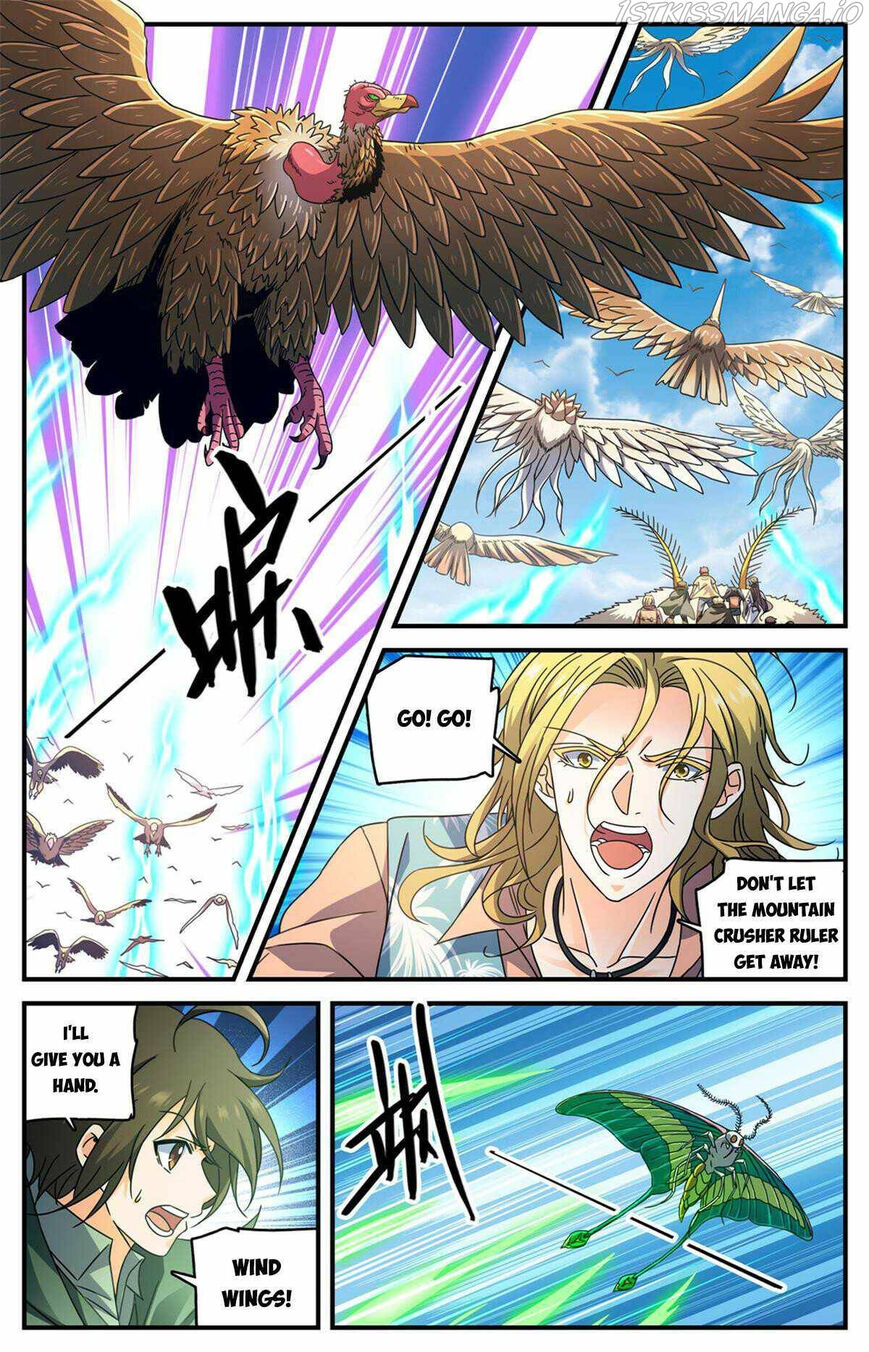 1STKISSMANGA.IO
GO! GO!
DON'T LET
THE MOUNTAIN
CRUSHER RULER
GET AWAY!
I'LL
GIVE YOU A
HAND.
WIND
WINGS!